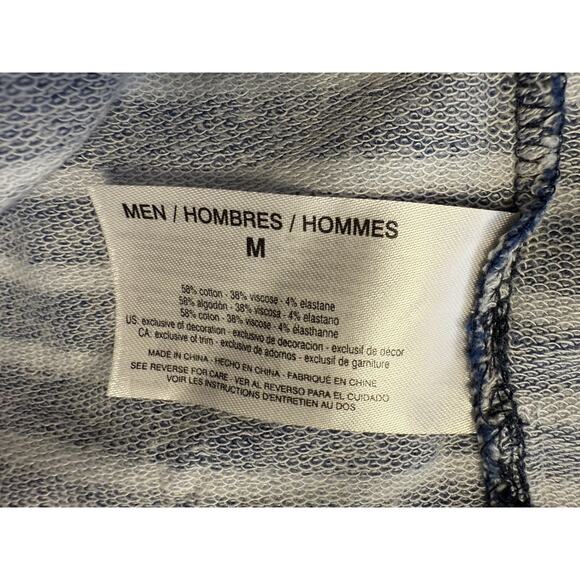 MEN / HOMBRES / HOMMES
M
58% cotton - 38% viscose - 4% elastane
58% algodón - 38% viscosa - 4% elastano
58% coton - 38% viscose - 4% élasthanne
US: exclusive of decoration - exclusivo de decoracion - exclusif de décor
CA: exclusive of trim - exclusive de adornos - exclusif de garniture
MADE IN CHINA - HECHO EN CHINA - FABRIQUÉ EN CHINE
SEE REVERSE FOR CARE - VER AL REVERSO PARA EL CUIDADO
VOIR LES INSTRUCTIONS D'ENTRETIEN AU DOS